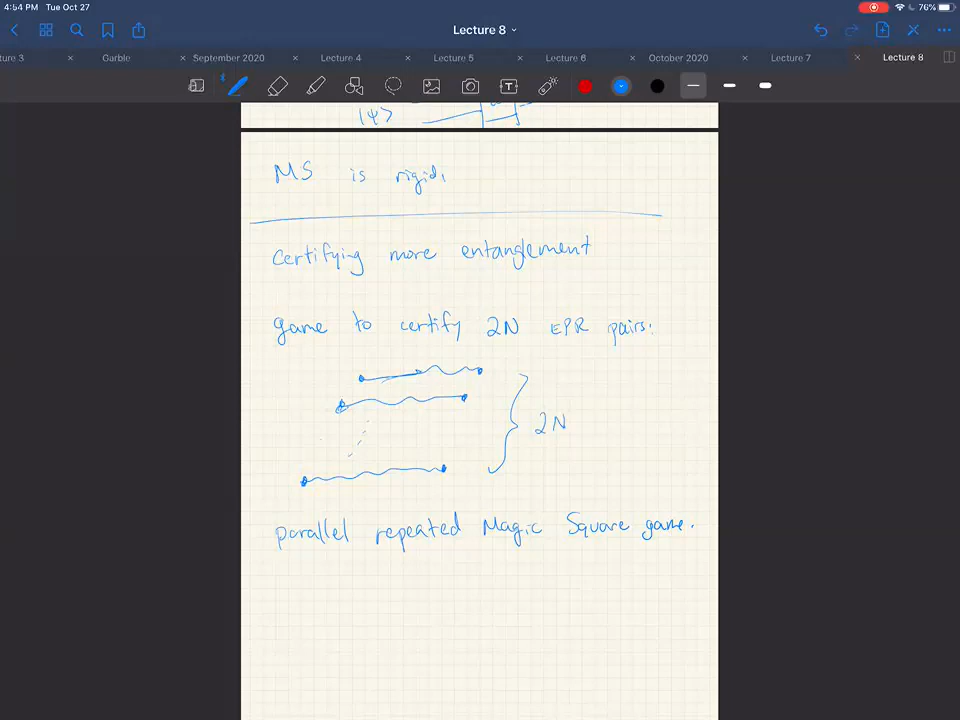 4:54 PM Tue Oct 27
76%
Lecture 8
ure 3
Garble
September 2020
Lecture 4
Lecture 5
Lecture 6
October 2020
Lecture 7
Lecture 8
|ψ>
MS is rigid.
Certifying more entanglement
game to certify 2N EPR pairs:
2N
parallel repeated Magic Square game.